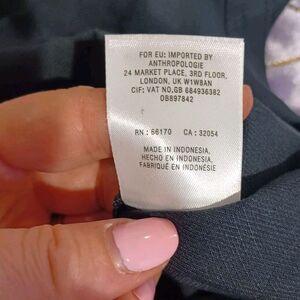 FOR EU: IMPORTED BY
ANTHROPOLOGIE
24 MARKET PLACE, 3RD FLOOR,
LONDON, UK W1W8AN
CIF: VAT NO.GB 684936382
OB897842
RN : 66170 CA : 32054
MADE IN INDONESIA,
HECHO EN INDONESIA,
FABRIQUÉ EN INDONÉSIE